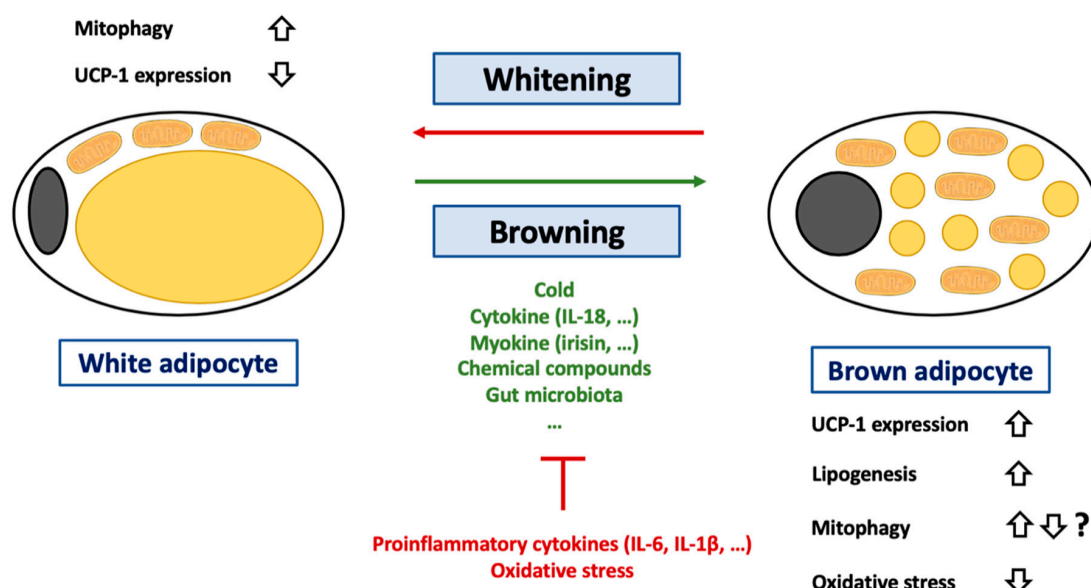 Mitophagy
UCP-1 expression
Whitening
Browning
Cold
Cytokine (IL-18, ...)
Myokine (irisin, ...)
Chemical compounds
Gut microbiota
...
White adipocyte
Brown adipocyte
UCP-1 expression
Lipogenesis
Mitophagy ?
Oxidative stress
Proinflammatory cytokines (IL-6, IL-1β, ...)
Oxidative stress